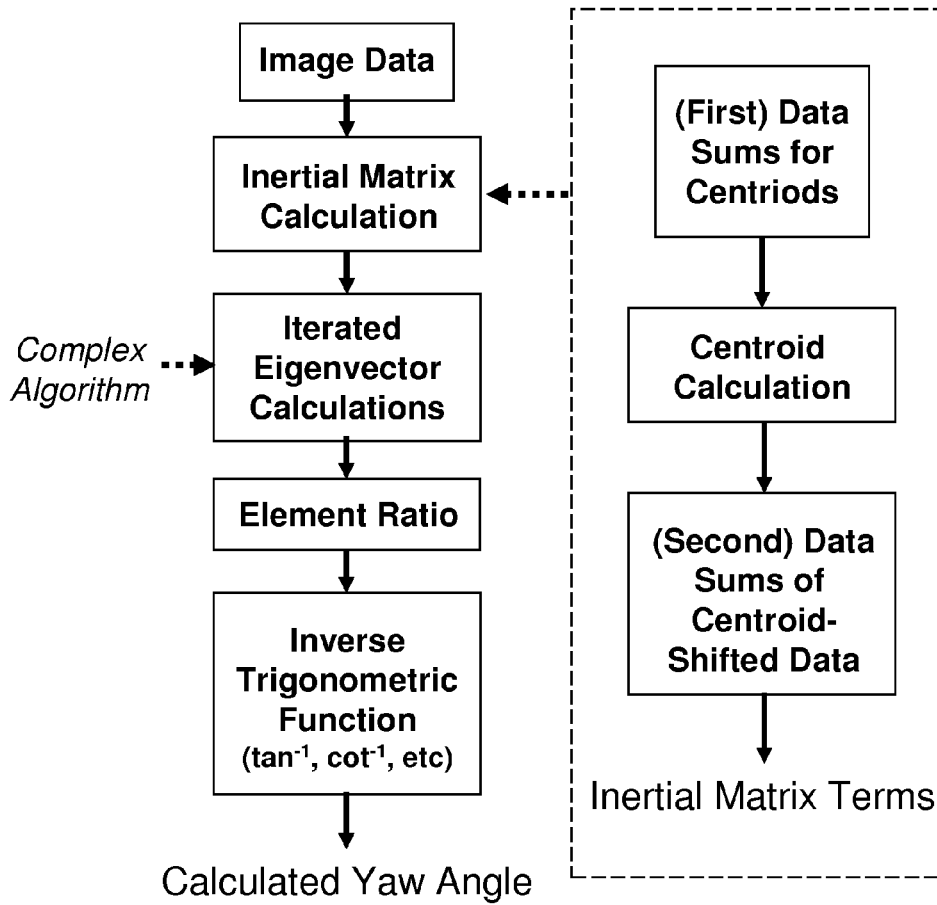 Image Data
Inertial Matrix
Calculation
Complex
Algorithm
Iterated
Eigenvector
Calculations
Element Ratio
Inverse
Trigonometric
Function
(tan⁻¹, cot⁻¹, etc)
Calculated Yaw Angle
(First) Data
Sums for
Centriods
Centroid
Calculation
(Second) Data
Sums of
Centroid-
Shifted Data
Inertial Matrix Terms